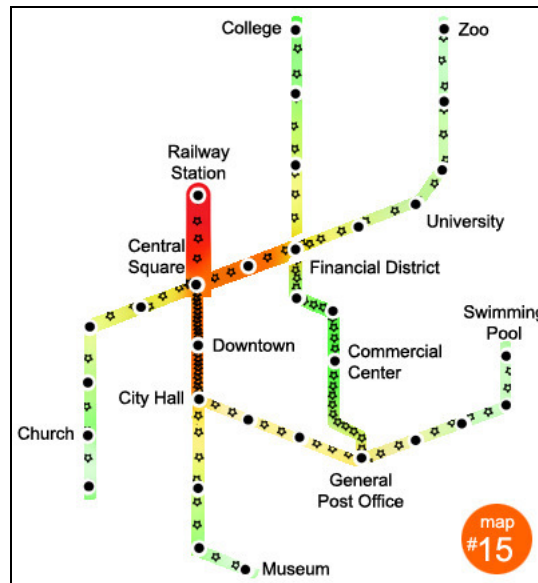 College
Zoo
Railway
Station
University
Central
Square
Financial District
Swimming
Pool
Downtown
Commercial
Center
City Hall
Church
General
Post Office
map
#15
Museum